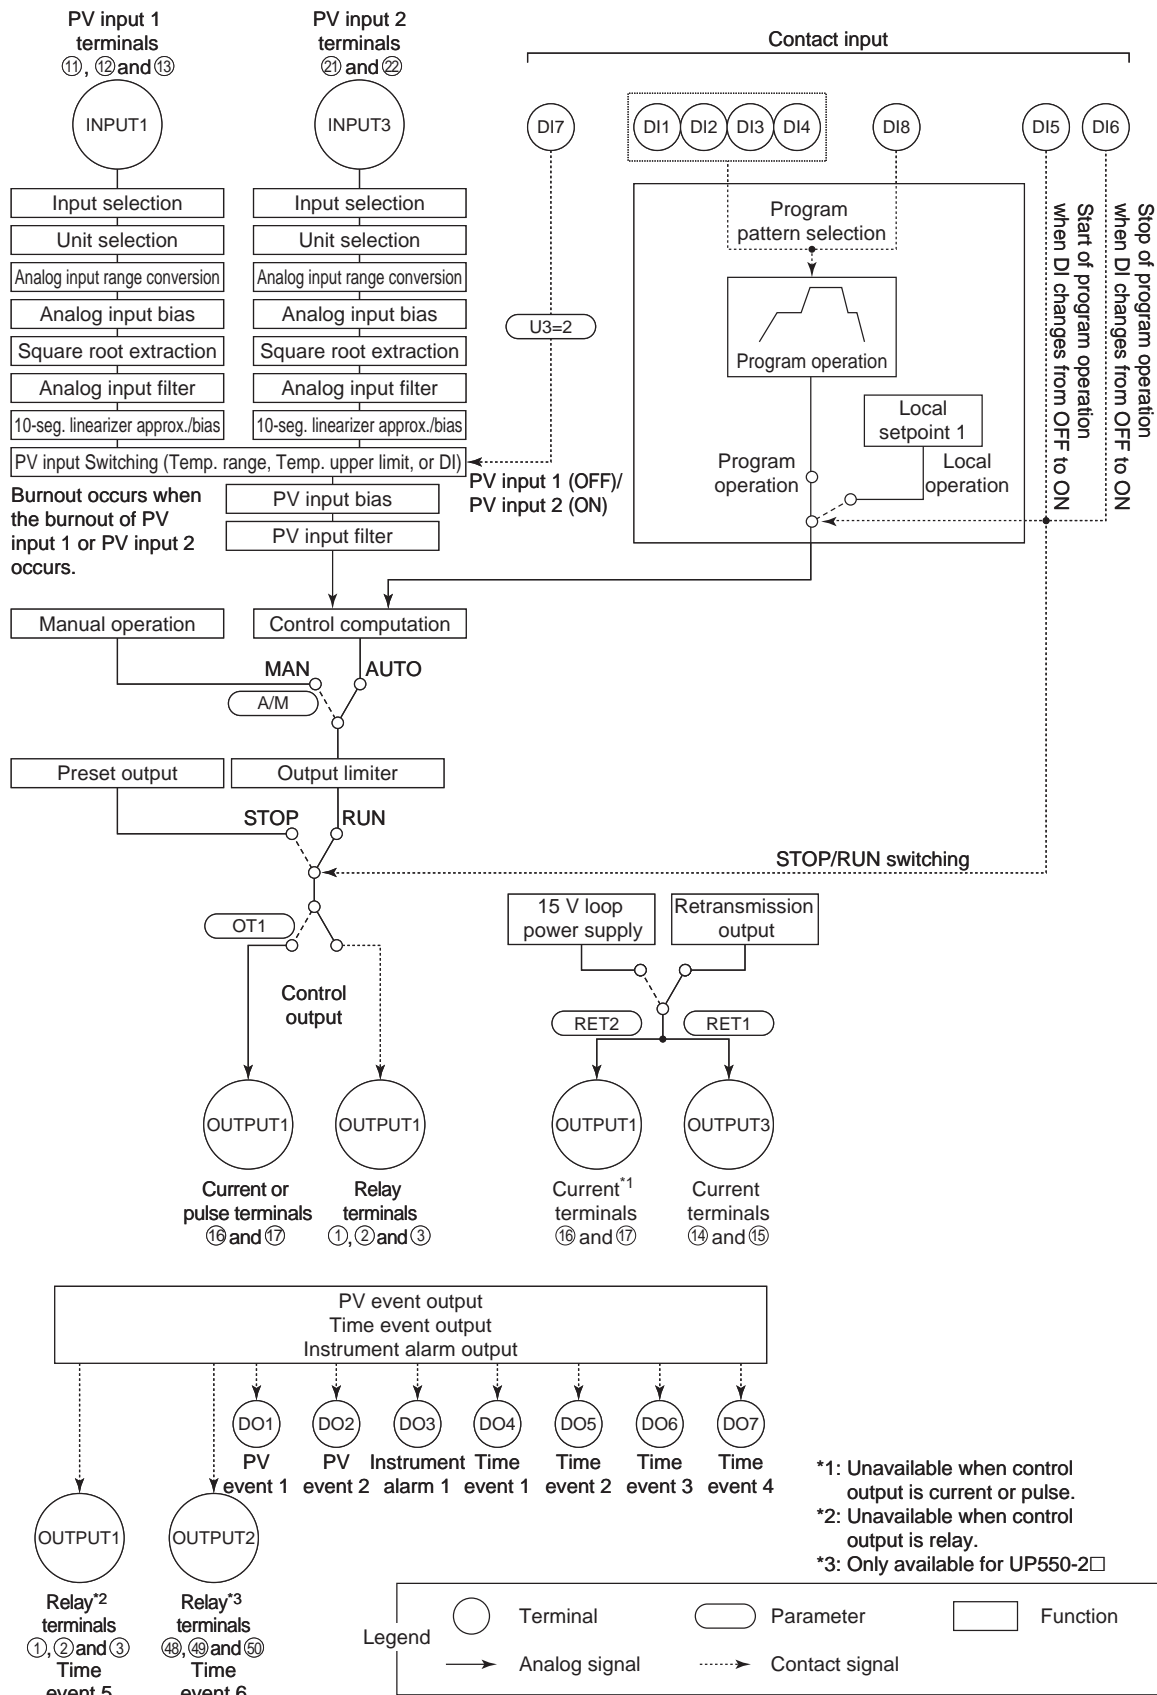 PV input 1
terminals
⑪, ⑫ and ⑬
INPUT1
PV input 2
terminals
㉑ and ㉒
INPUT3
Contact input
DI7
DI1
DI2
DI3
DI4
DI8
DI5
DI6
Input selection
Unit selection
Analog input range conversion
Analog input bias
Square root extraction
Analog input filter
10-seg. linearizer approx./bias
Input selection
Unit selection
Analog input range conversion
Analog input bias
Square root extraction
Analog input filter
10-seg. linearizer approx./bias
PV input Switching (Temp. range, Temp. upper limit, or DI)
U3=2
PV input 1 (OFF)/
PV input 2 (ON)
Program
pattern selection
Program operation
Local
setpoint 1
Program
operation
Local
operation
Start of program operation
when DI changes from OFF to ON
Stop of program operation
when DI changes from OFF to ON
Burnout occurs when
the burnout of PV
input 1 or PV input 2
occurs.
PV input bias
PV input filter
Manual operation
Control computation
MAN
AUTO
A/M
Preset output
Output limiter
STOP
RUN
STOP/RUN switching
OT1
Control
output
15 V loop
power supply
Retransmission
output
RET2
RET1
OUTPUT1
Current or
pulse terminals
⑯ and ⑰
OUTPUT1
Relay
terminals
①, ② and ③
OUTPUT1
Current*1
terminals
⑯ and ⑰
OUTPUT3
Current
terminals
⑭ and ⑮
PV event output
Time event output
Instrument alarm output
DO1
PV
event 1
DO2
PV
event 2
DO3
Instrument
alarm 1
DO4
Time
event 1
DO5
Time
event 2
DO6
Time
event 3
DO7
Time
event 4
OUTPUT1
Relay*2
terminals
①, ② and ③
Time
event 5
OUTPUT2
Relay*3
terminals
㊽, ㊾ and ㊿
Time
event 6
*1: Unavailable when control
output is current or pulse.
*2: Unavailable when control
output is relay.
*3: Only available for UP550-2□
Legend
Terminal
Parameter
Function
Analog signal
Contact signal